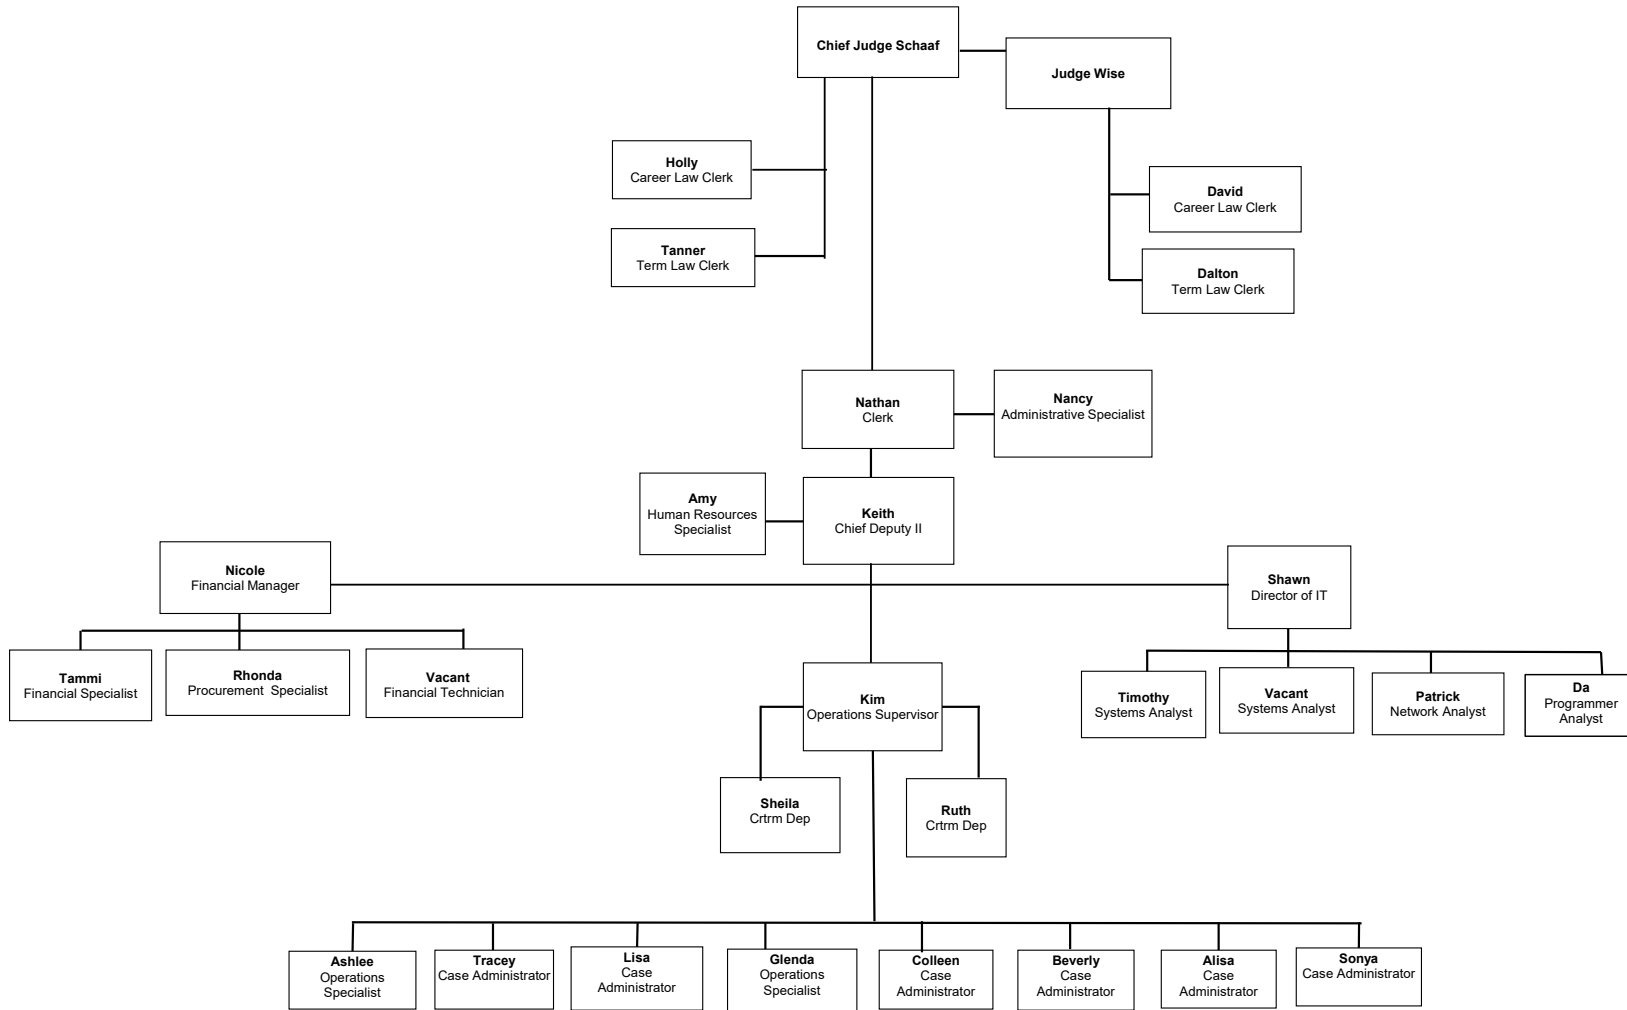 Chief Judge Schaaf
Judge Wise
Holly
Career Law Clerk
David
Career Law Clerk
Tanner
Term Law Clerk
Dalton
Term Law Clerk
Nathan
Clerk
Nancy
Administrative Specialist
Amy
Human Resources
Specialist
Keith
Chief Deputy II
Nicole
Financial Manager
Shawn
Director of IT
Tammi
Financial Specialist
Rhonda
Procurement  Specialist
Vacant
Financial Technician
Kim
Operations Supervisor
Timothy
Systems Analyst
Vacant
Systems Analyst
Patrick
Network Analyst
Da
Programmer
Analyst
Sheila
Crtrm Dep
Ruth
Crtrm Dep
Ashlee
Operations
Specialist
Tracey
Case Administrator
Lisa
Case
Administrator
Glenda
Operations
Specialist
Colleen
Case
Administrator
Beverly
Case
Administrator
Alisa
Case
Administrator
Sonya
Case Administrator